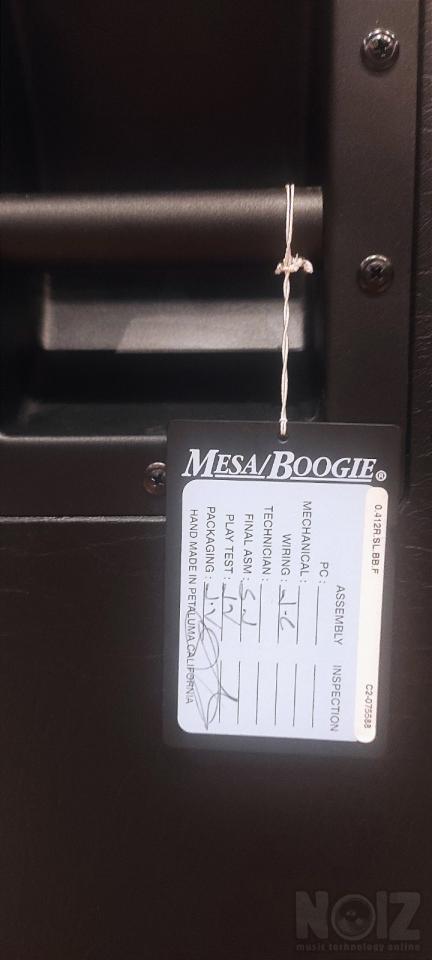 MESA/BOOGIE®
0.412R.SL.BB.F C2-075588
ASSEMBLY INSPECTION
PC:
MECHANICAL:
WIRING: J-C
TECHNICIAN:
FINAL ASM: S.J
PLAY TEST:
PACKAGING: J.V
HAND MADE IN PETALUMA, CALIFORNIA
NOIZ
music technology online